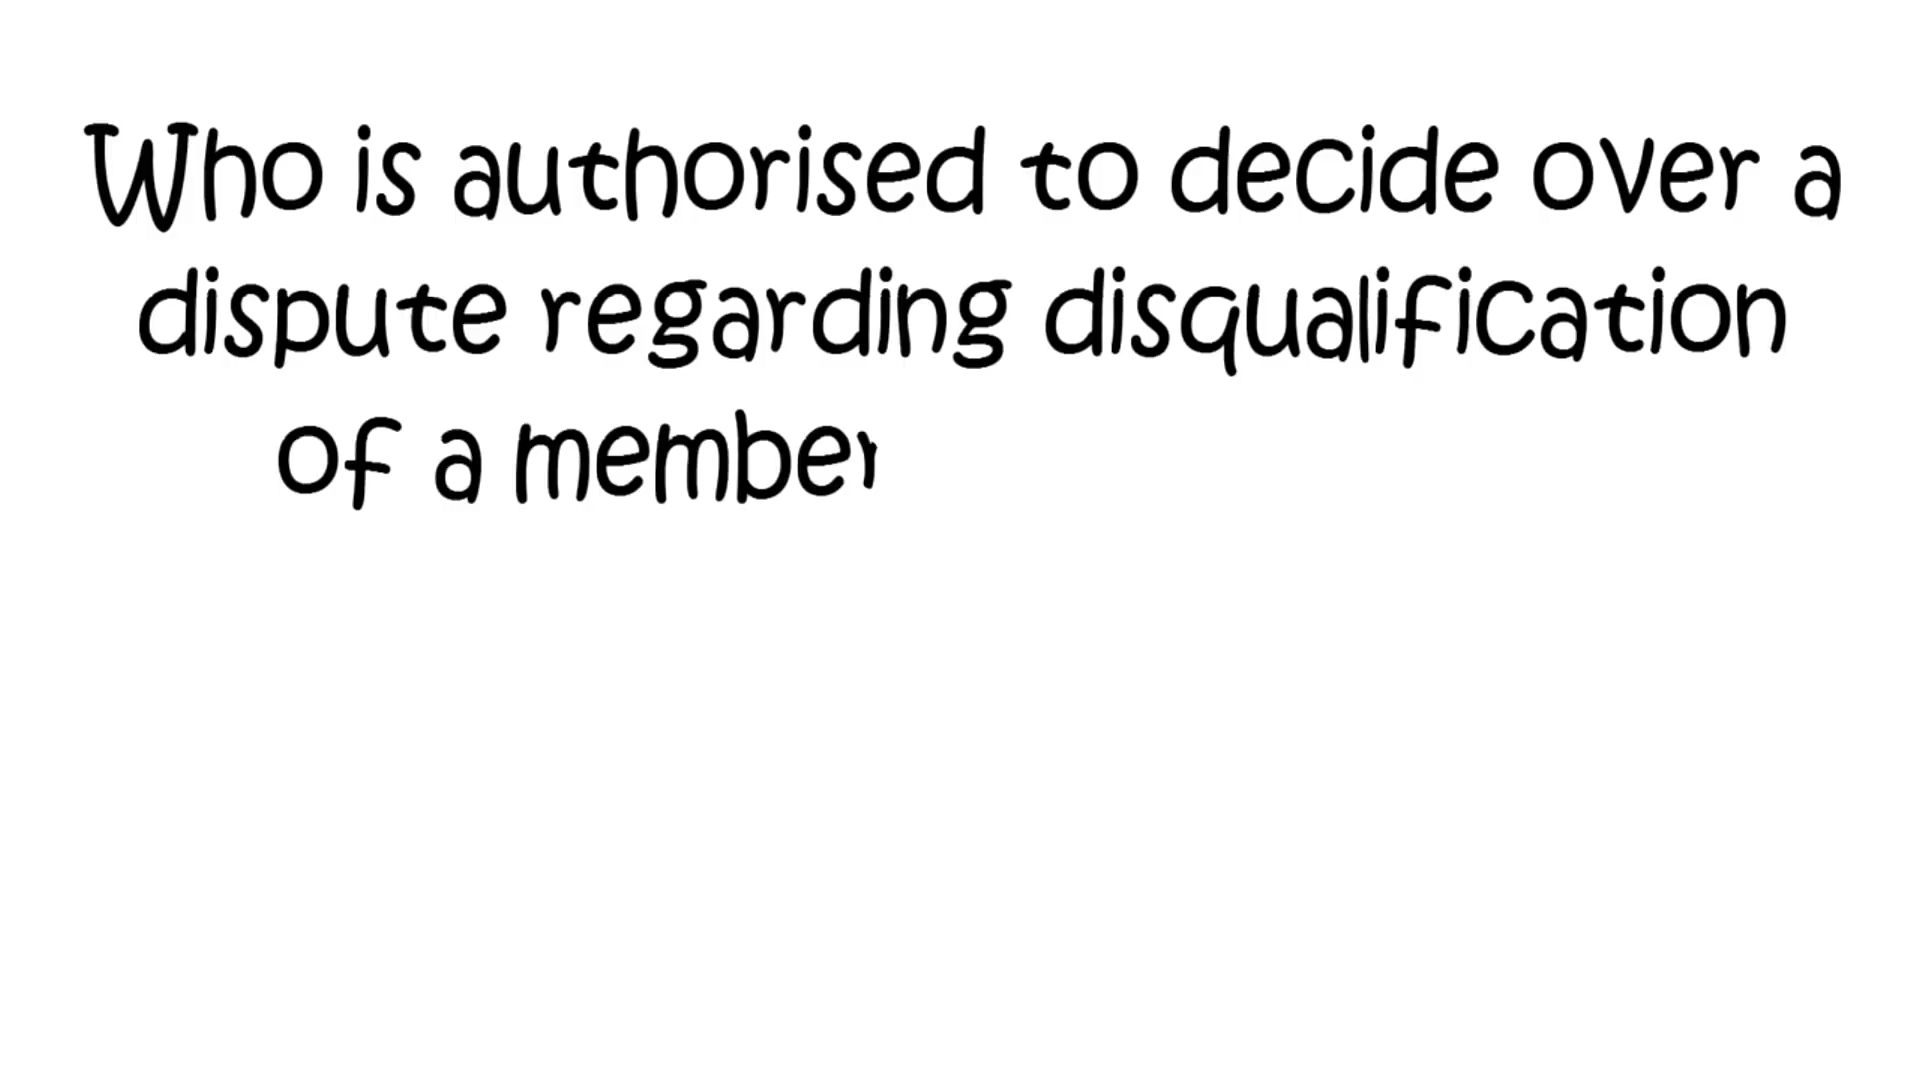 Who is authorised to decide over a
dispute regarding disqualification
of a member